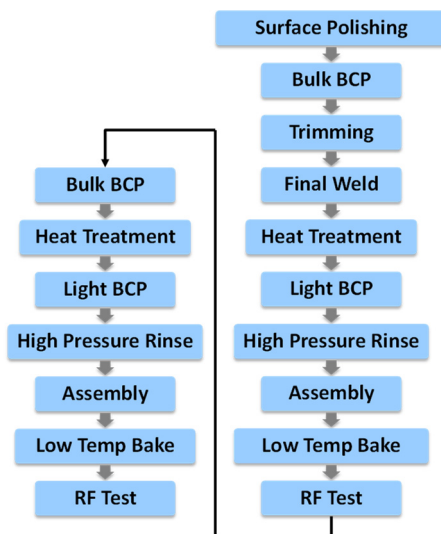 Surface Polishing
Bulk BCP
Trimming
Final Weld
Heat Treatment
Light BCP
High Pressure Rinse
Assembly
Low Temp Bake
RF Test
Bulk BCP
Heat Treatment
Light BCP
High Pressure Rinse
Assembly
Low Temp Bake
RF Test